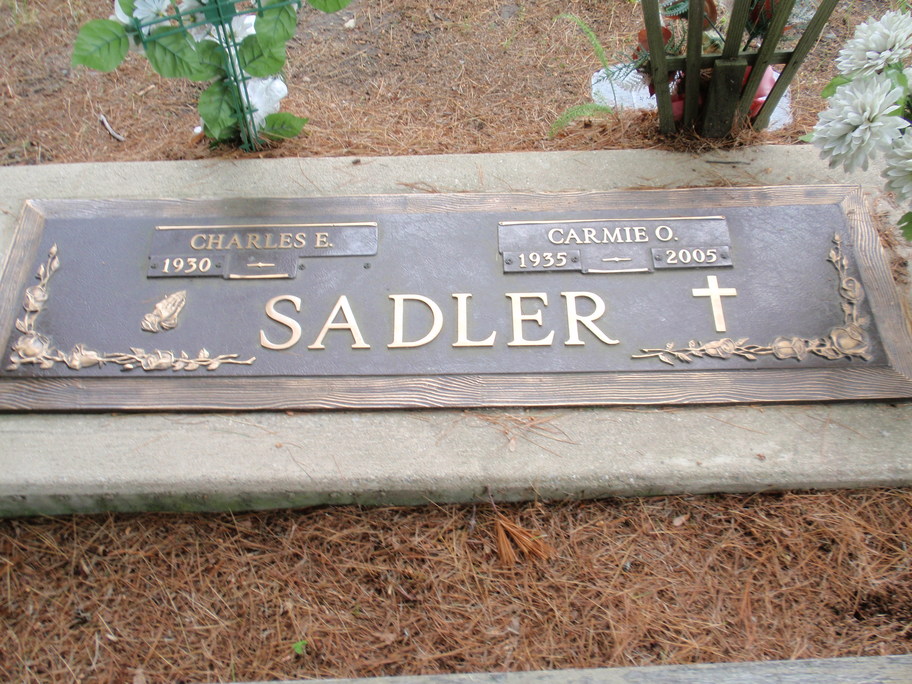 CHARLES E.
1930
CARMIE O.
1935 2005
SADLER